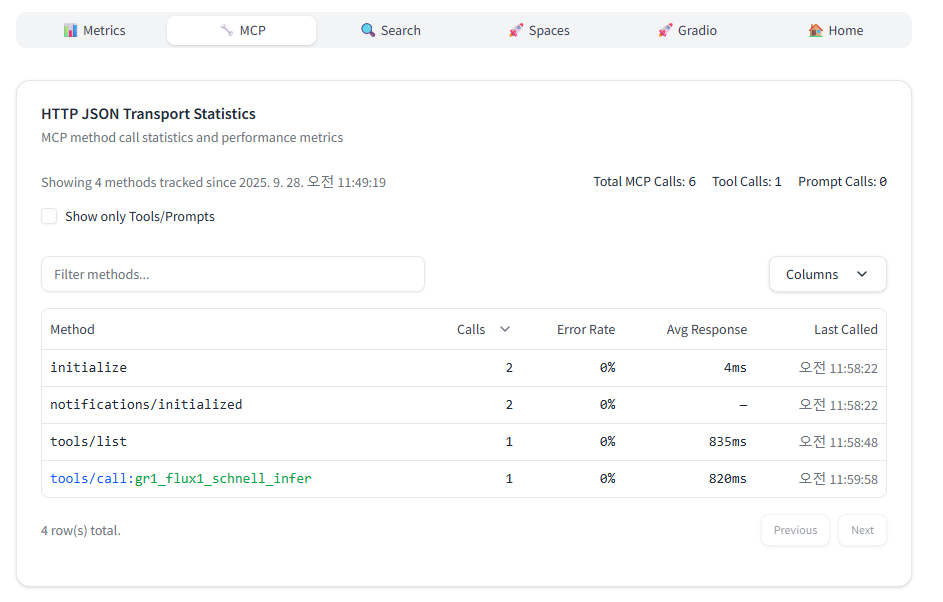 Metrics MCP Search Spaces Gradio Home
HTTP JSON Transport Statistics
MCP method call statistics and performance metrics
Showing 4 methods tracked since 2025. 9. 28. 오전 11:49:19 Total MCP Calls: 6 Tool Calls: 1 Prompt Calls: 0
Show only Tools/Prompts
Filter methods... Columns
Method Calls Error Rate Avg Response Last Called
initialize 2 0% 4ms 오전 11:58:22
notifications/initialized 2 0% – 오전 11:58:22
tools/list 1 0% 835ms 오전 11:58:48
tools/call:gr1_flux1_schnell_infer 1 0% 820ms 오전 11:59:58
4 row(s) total. Previous Next